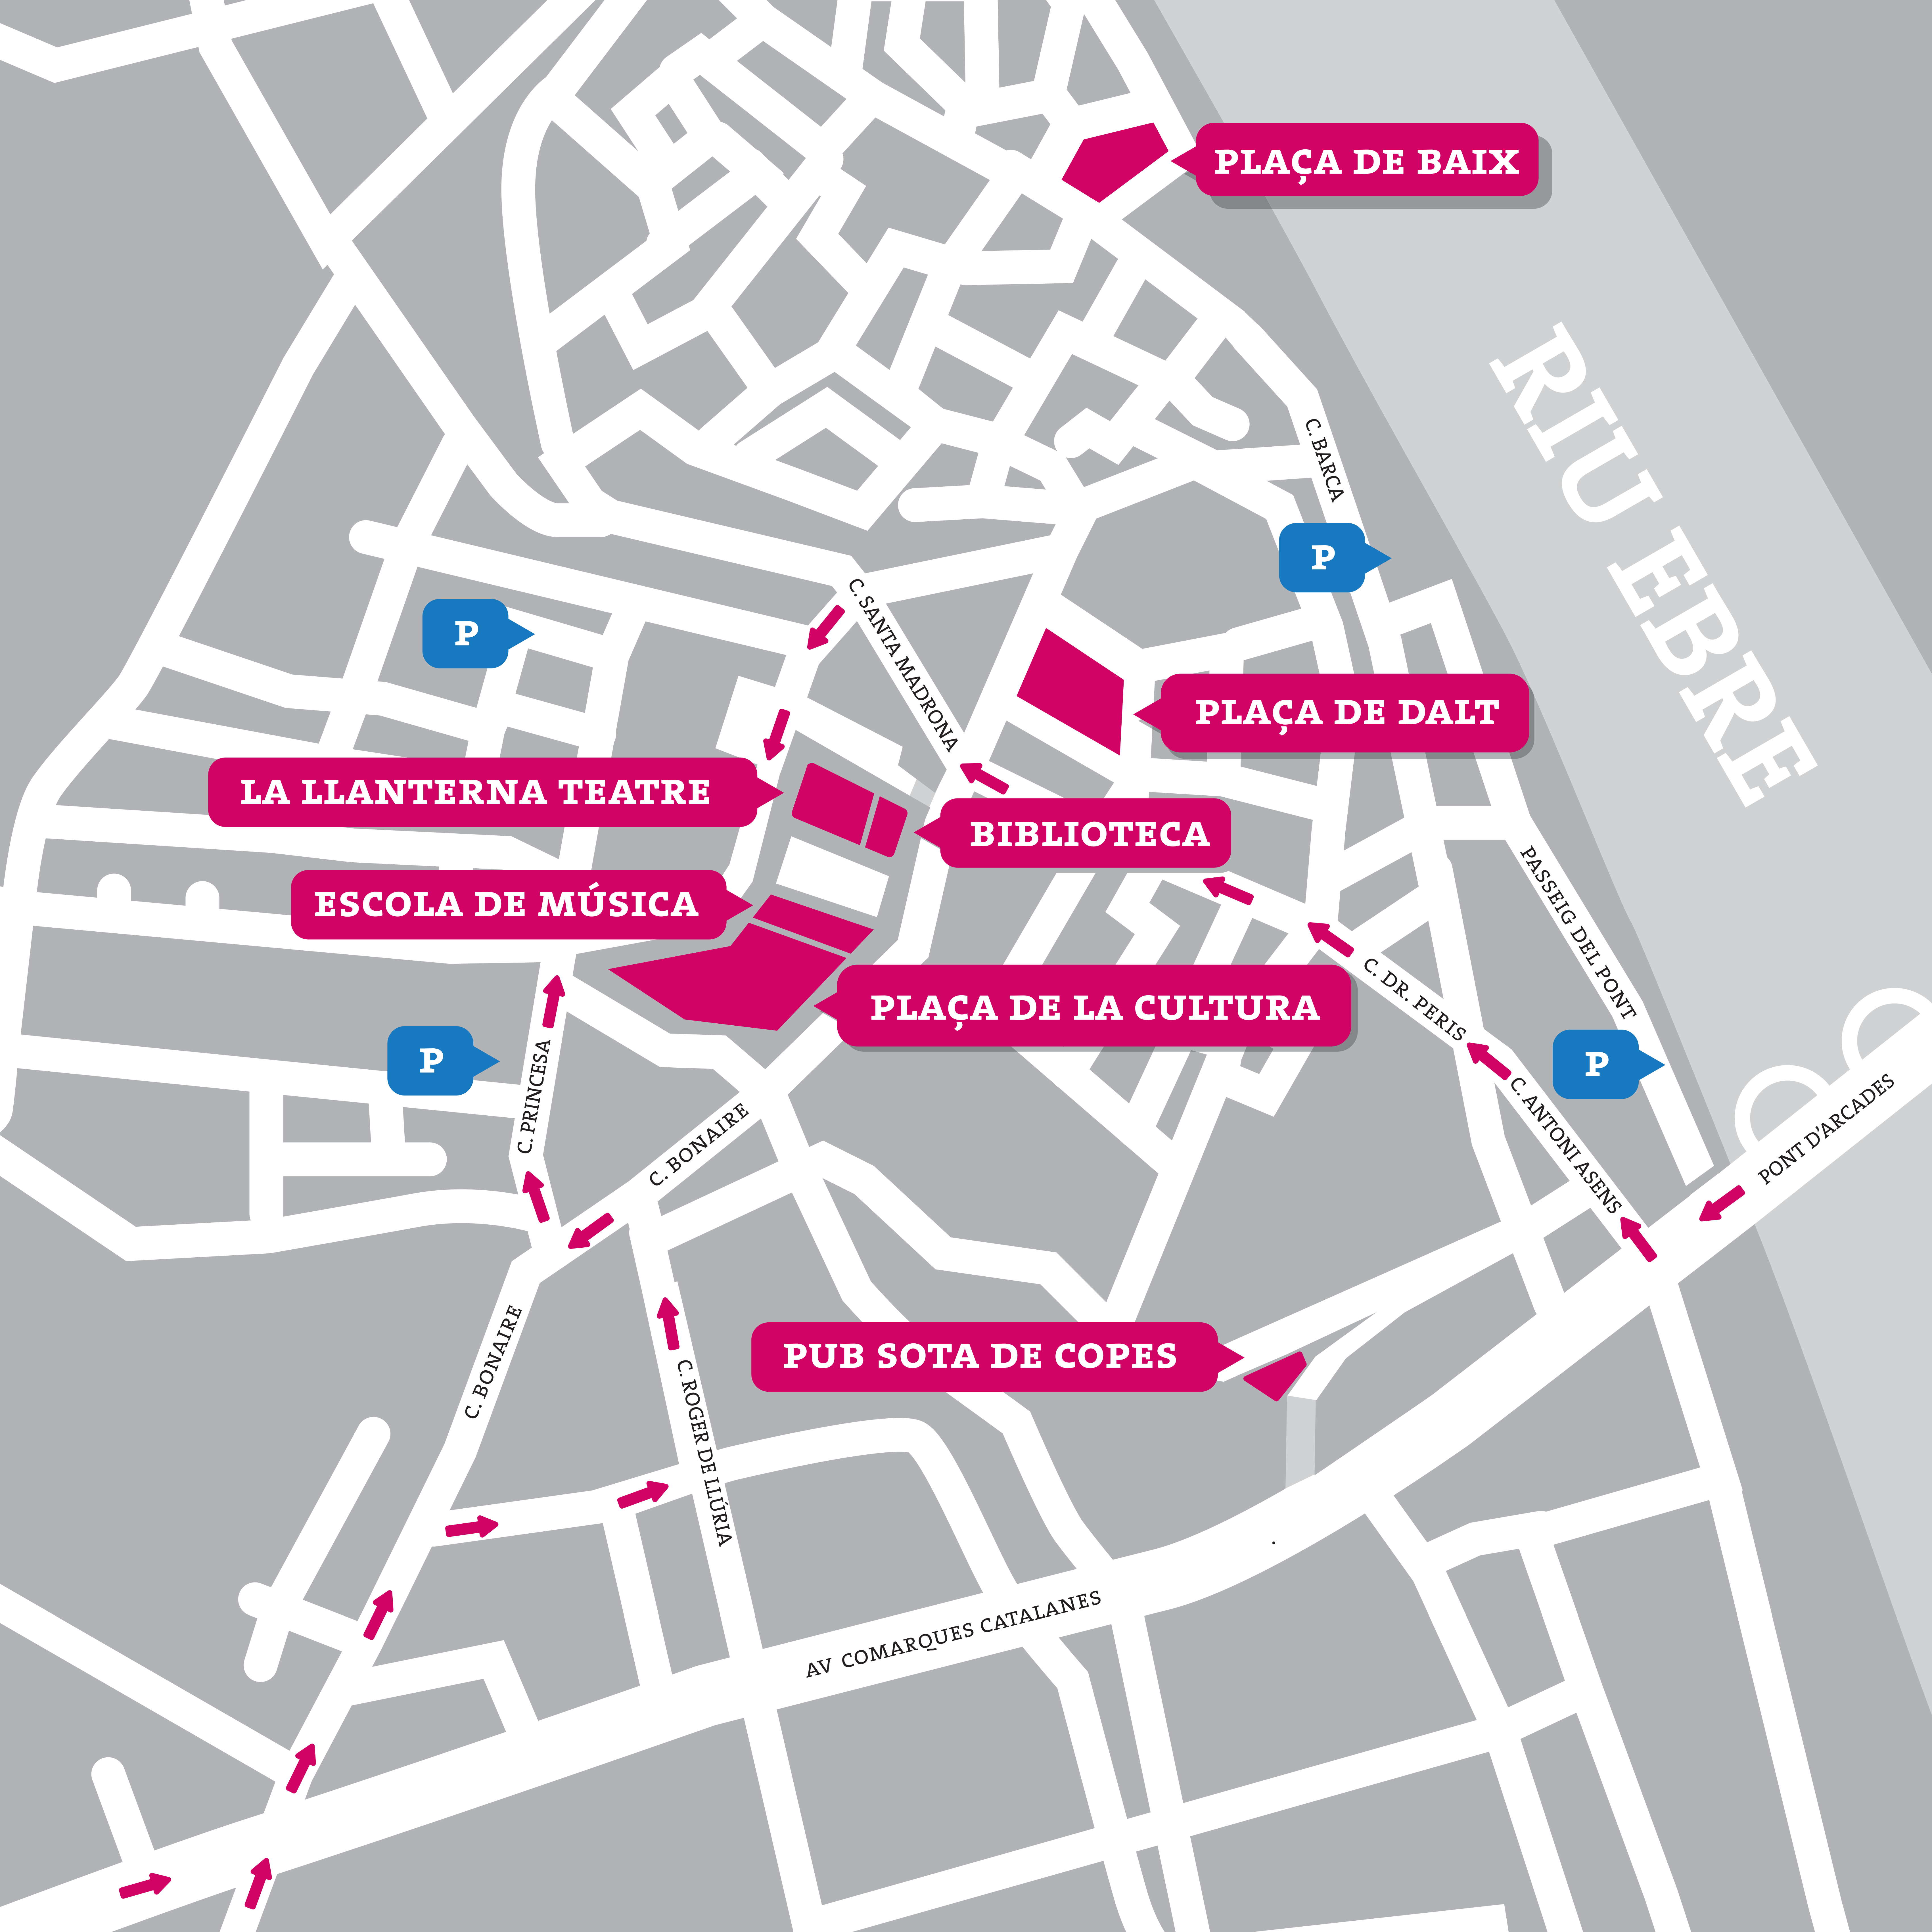 PLAÇA DE BAIX
RIU EBRE
C. BARCA
P
P
C. SANTA MADRONA
PLAÇA DE DALT
LA LLANTERNA TEATRE
BIBLIOTECA
ESCOLA DE MÚSICA
PASSEIG DEL PONT
PLAÇA DE LA CULTURA
C. DR. PERIS
P
P
C. PRINCESA
C. BONAIRE
C. ANTONI ASENS
PONT D'ARCADES
PUB SOTA DE COPES
C. BONAIRE
C. ROGER DE LLÚRIA
AV COMARQUES CATALANES